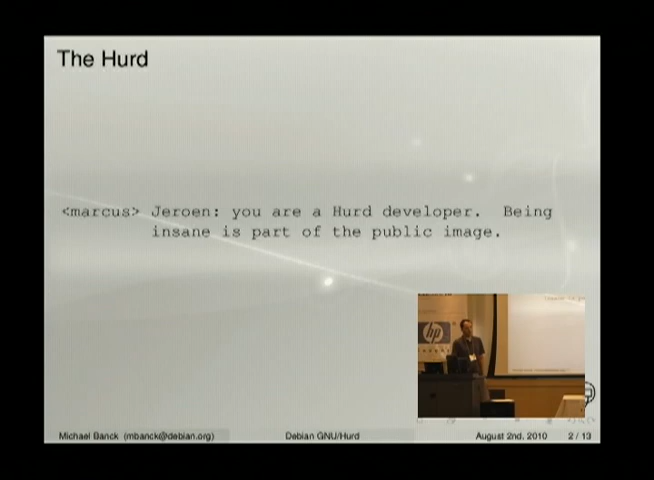 The Hurd
<marcus> Jeroen: you are a Hurd developer. Being
insane is part of the public image.
hp
Michael Banck (mbanck@debian.org) Debian GNU/Hurd August 2nd, 2010 2 / 13